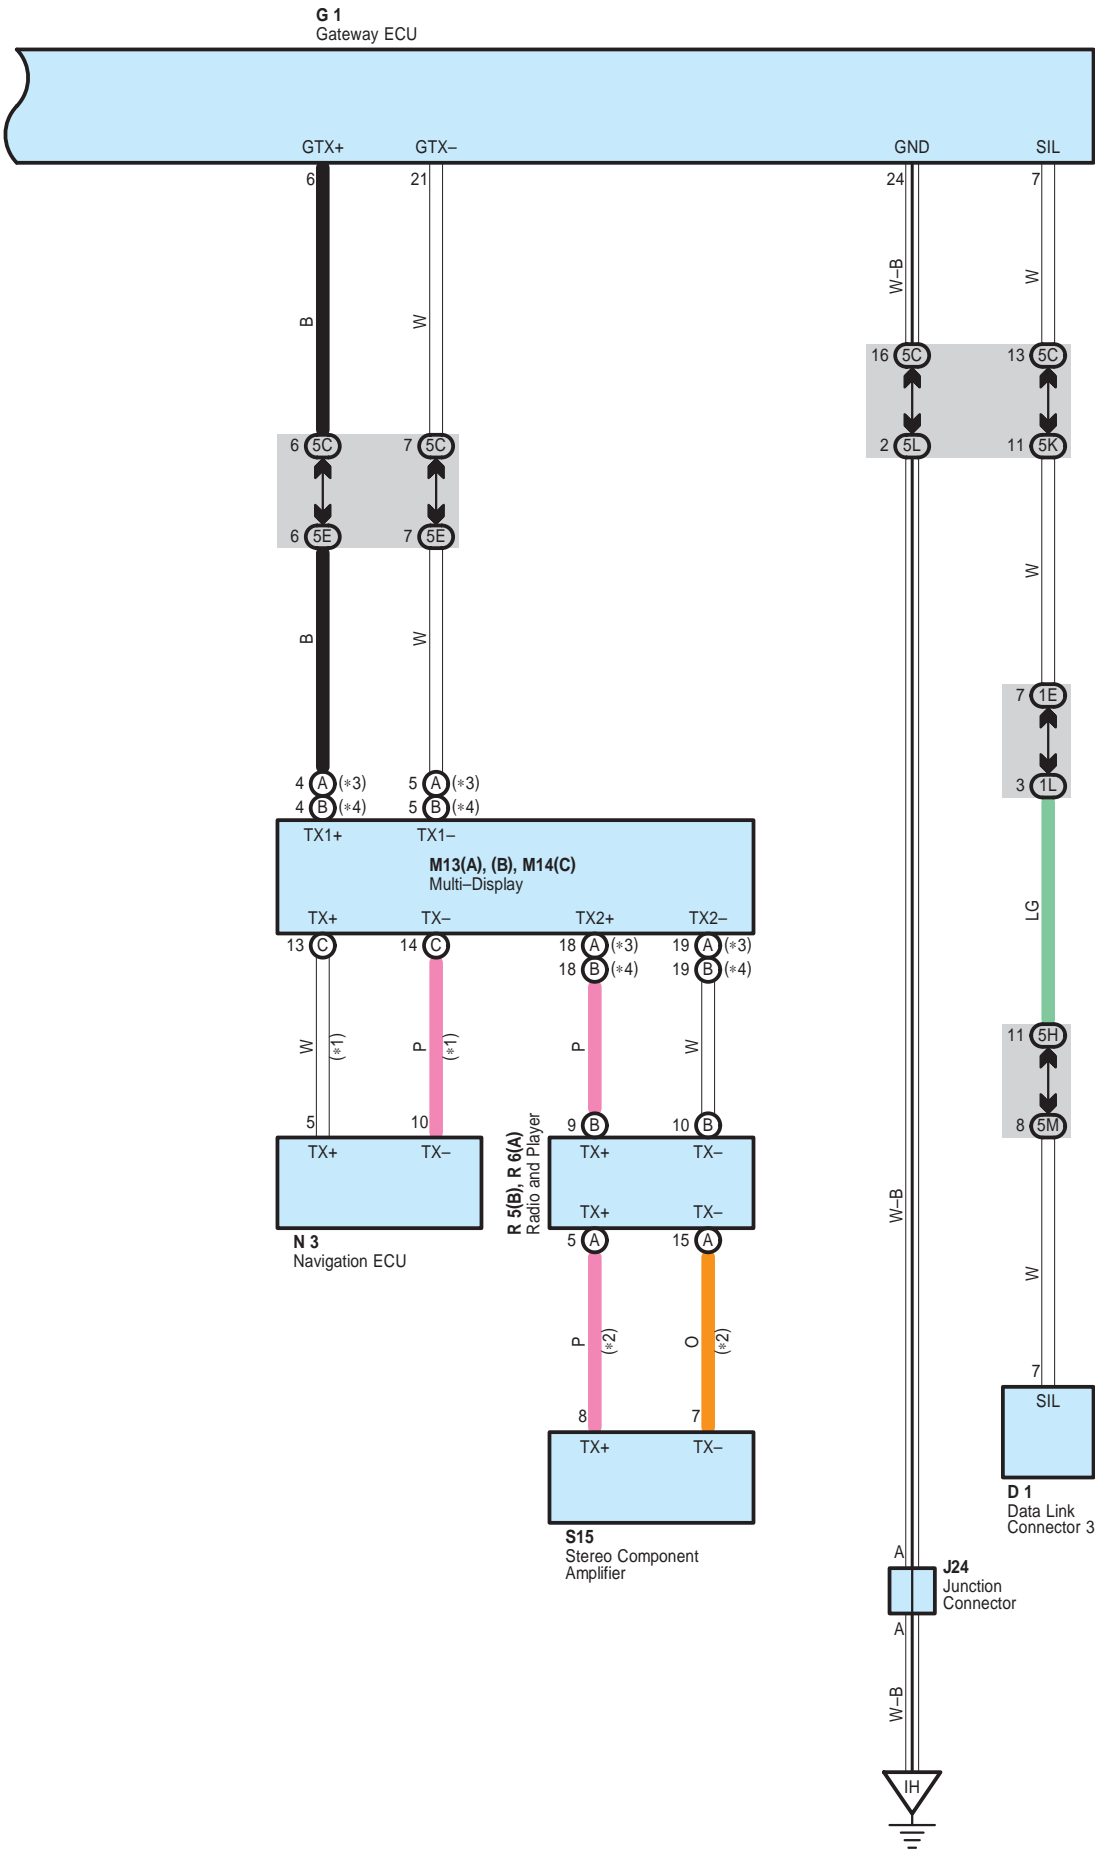 G 1
Gateway ECU
GTX+
GTX–
GND
SIL
6
21
24
7
B
W
W–B
W
16 5C
13 5C
2 5L
11 5K
6 5C
7 5C
6 5E
7 5E
B
W
W
7 1E
3 1L
LG
11 5H
8 5M
4 A (*3)
5 A (*3)
4 B (*4)
5 B (*4)
TX1+
TX1–
M13(A), (B), M14(C)
Multi–Display
TX+
TX–
TX2+
TX2–
13 C
14 C
18 A (*3)
19 A (*3)
18 B (*4)
19 B (*4)
W
(*1)
P
(*1)
P
W
5
10
9 B
10 B
TX+
TX–
TX+
TX–
R 5(B), R 6(A)
Radio and Player
TX+
TX–
N 3
Navigation ECU
5 A
15 A
W–B
W
P
(*2)
O
(*2)
8
7
TX+
TX–
S15
Stereo Component
Amplifier
7
SIL
D 1
Data Link
Connector 3
A
J24
Junction
Connector
A
W–B
IH